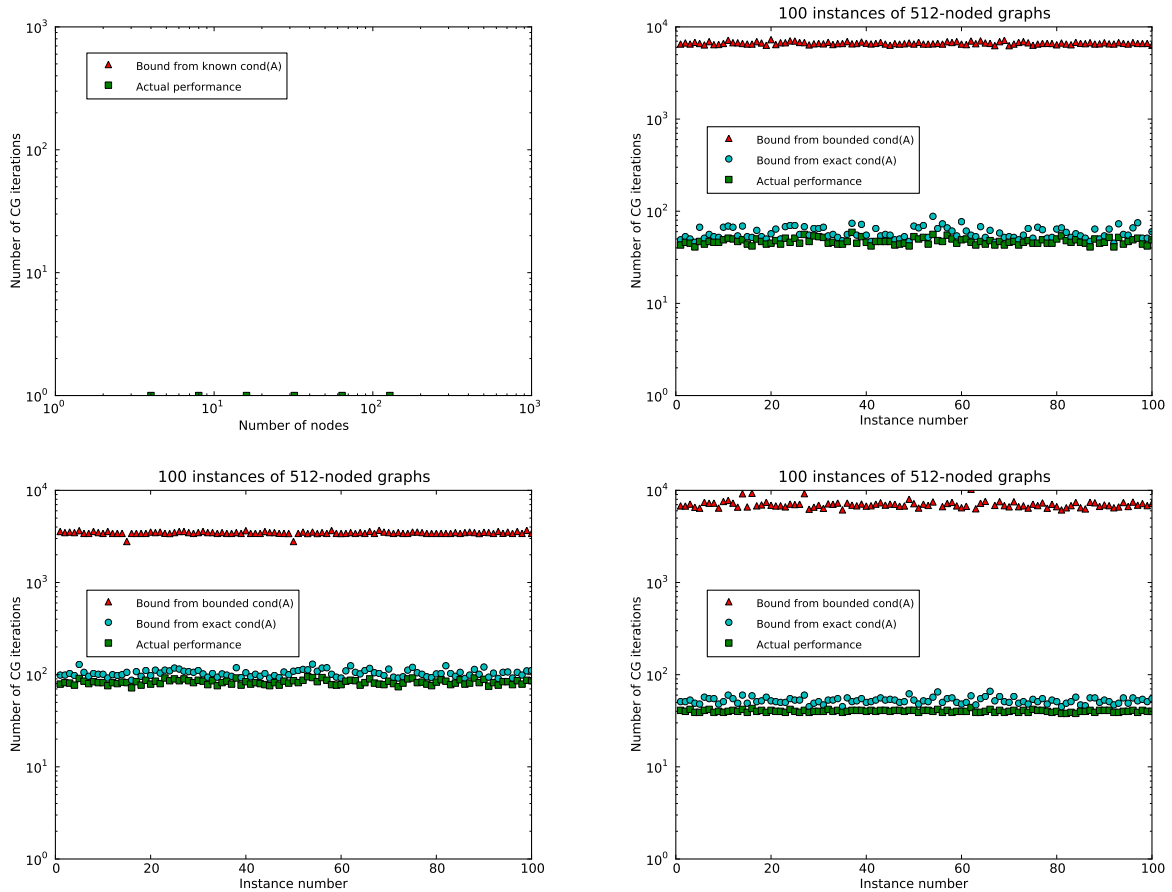 10^3
10^2
10^1
10^0
Number of CG iterations
Bound from known cond(A)
Actual performance
10^0
10^1
10^2
10^3
Number of nodes
100 instances of 512-noded graphs
10^4
10^3
10^2
10^1
10^0
Number of CG iterations
Bound from bounded cond(A)
Bound from exact cond(A)
Actual performance
0
20
40
60
80
100
Instance number
100 instances of 512-noded graphs
10^4
10^3
10^2
10^1
10^0
Number of CG iterations
Bound from bounded cond(A)
Bound from exact cond(A)
Actual performance
0
20
40
60
80
100
Instance number
100 instances of 512-noded graphs
10^4
10^3
10^2
10^1
10^0
Number of CG iterations
Bound from bounded cond(A)
Bound from exact cond(A)
Actual performance
0
20
40
60
80
100
Instance number